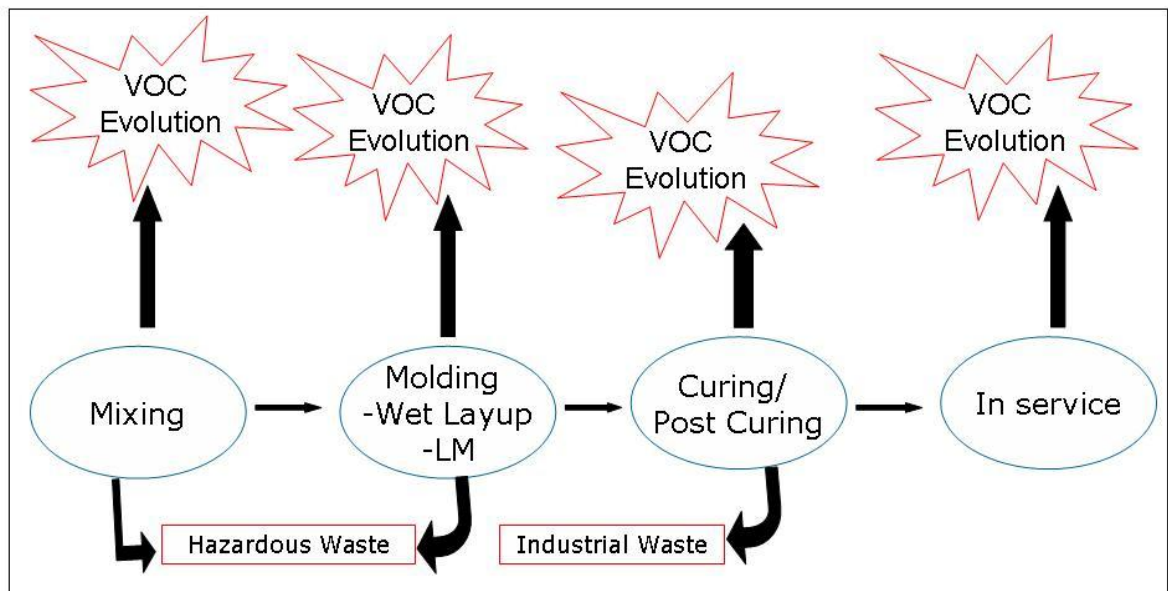 VOC
Evolution
VOC
Evolution
VOC
Evolution
VOC
Evolution
Mixing
Molding
-Wet Layup
-LM
Curing/
Post Curing
In service
Hazardous Waste
Industrial Waste